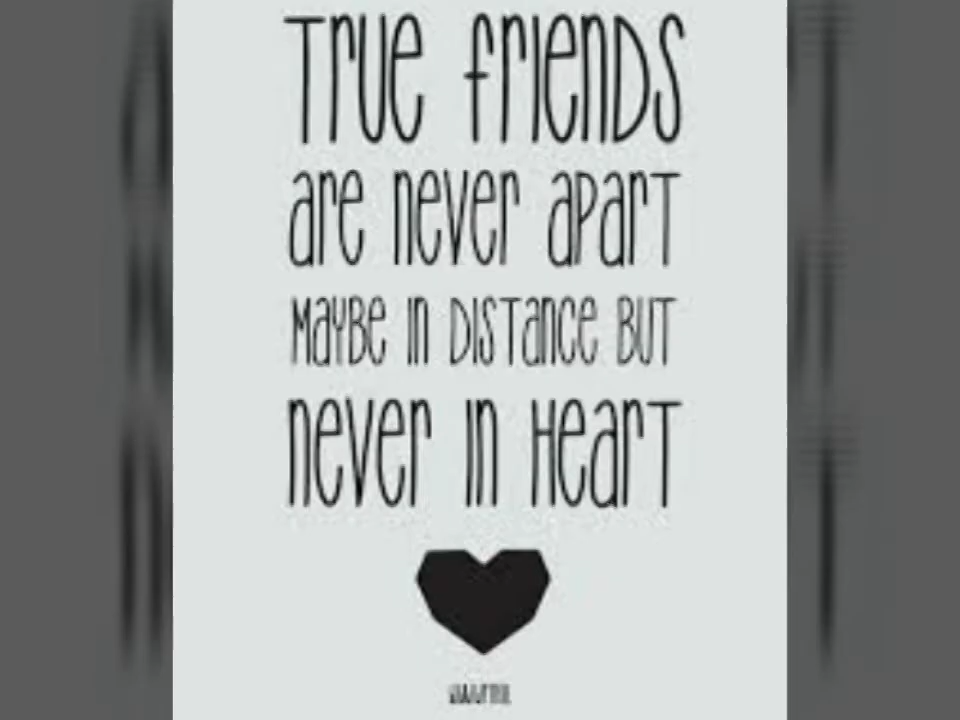 True friends
are never apart
maybe in distance but
never in heart